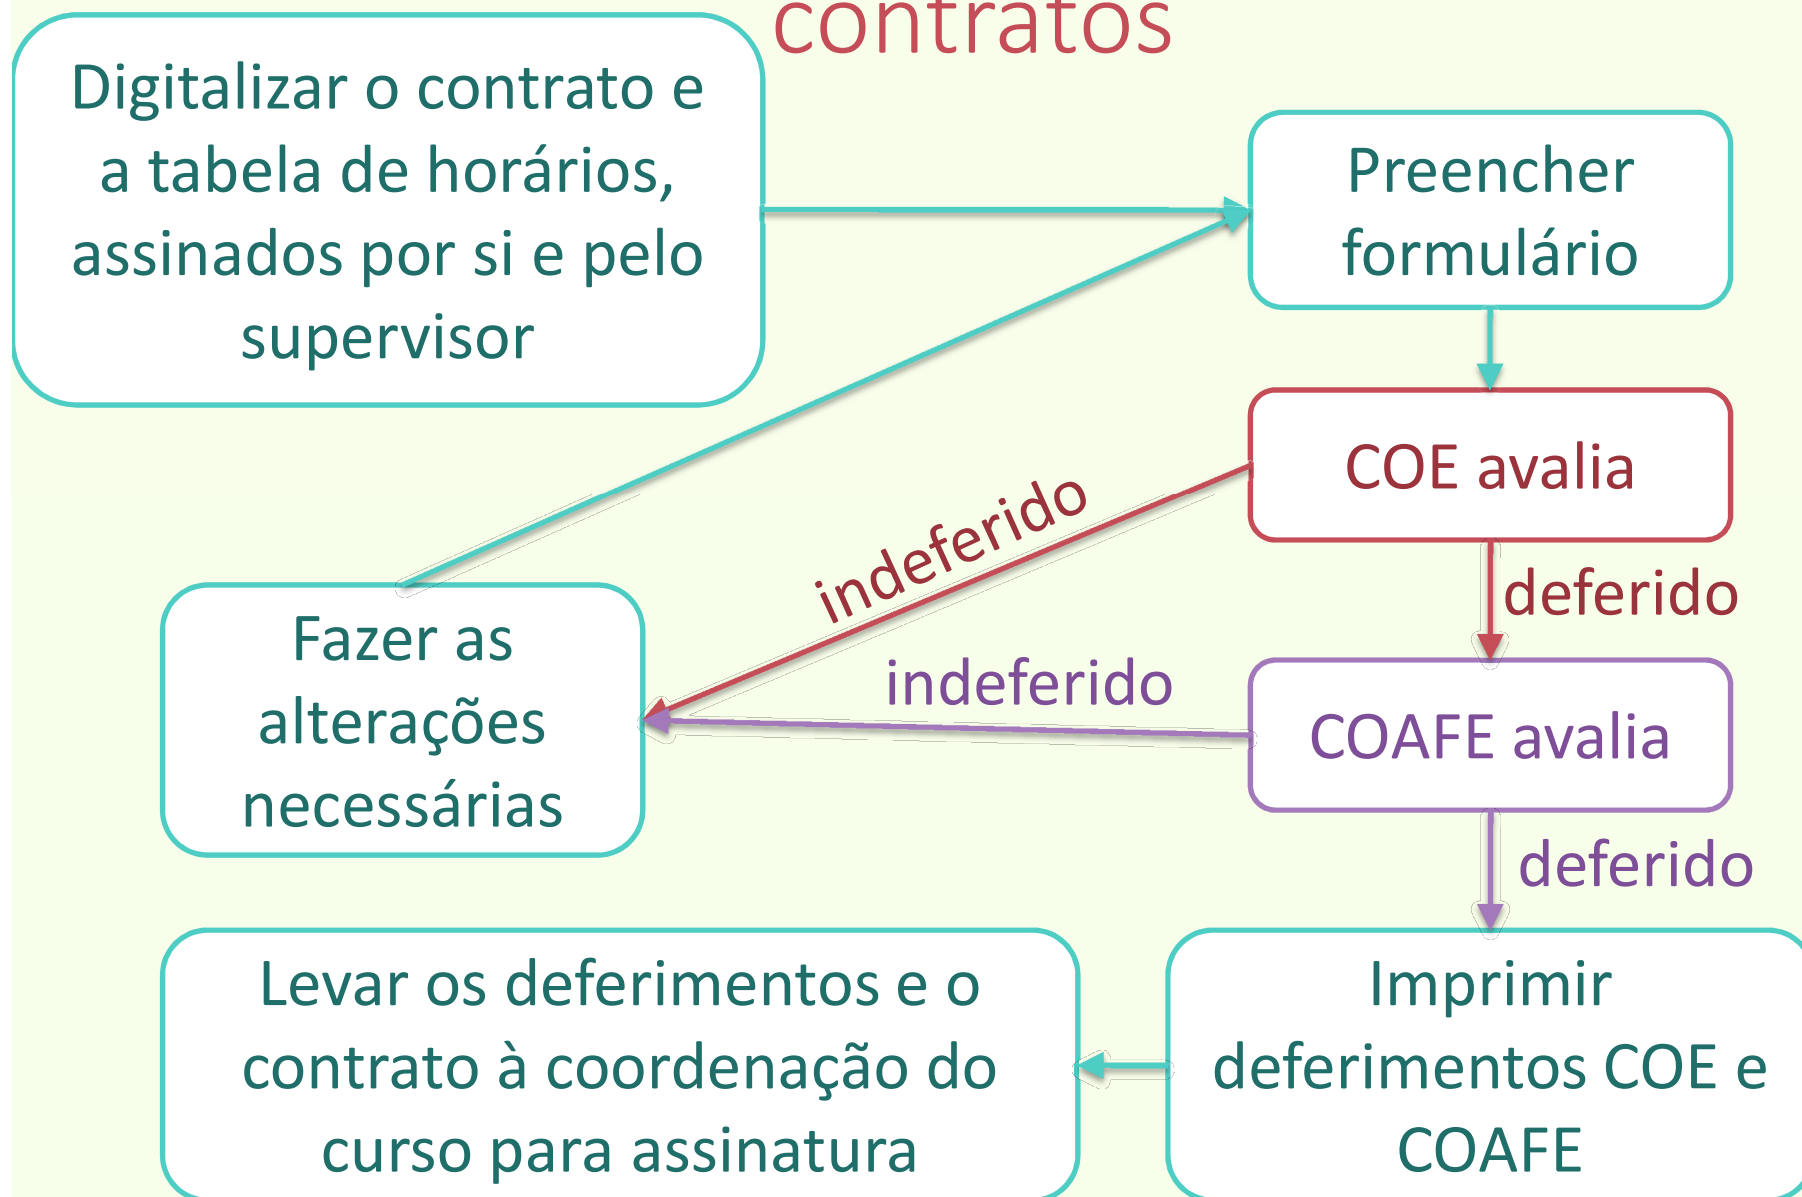 contratos
Digitalizar o contrato e
a tabela de horários,
assinados por si e pelo
supervisor
Preencher
formulário
COE avalia
indeferido
deferido
Fazer as
alterações
necessárias
indeferido
COAFE avalia
deferido
Levar os deferimentos e o
contrato à coordenação do
curso para assinatura
Imprimir
deferimentos COE e
COAFE